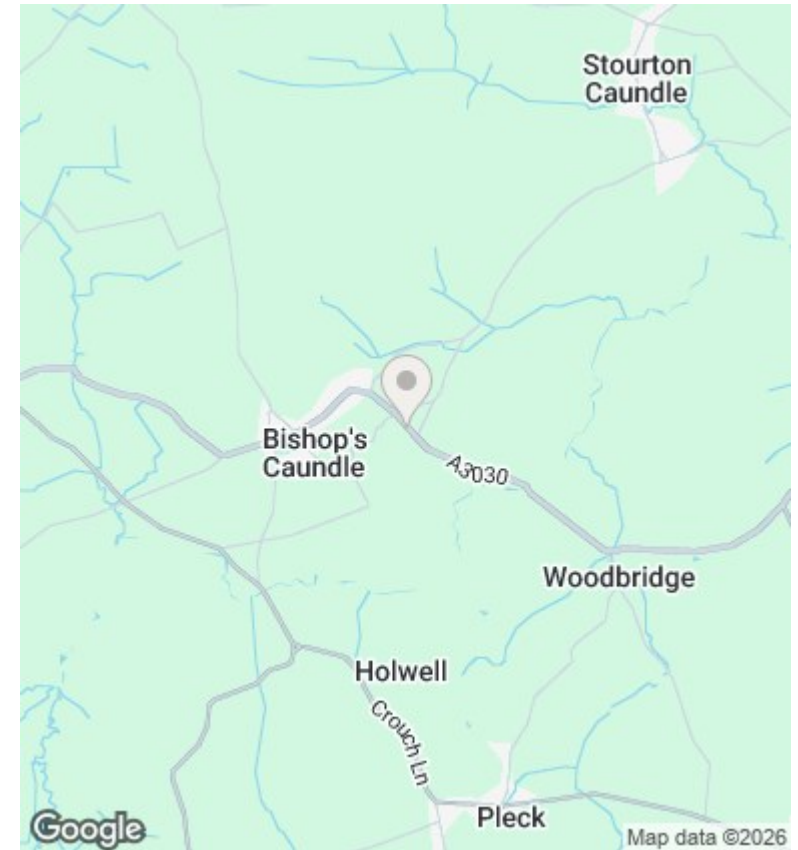 Stourton
Caundle
Bishop's
Caundle
A3030
Woodbridge
Holwell
Crouch Ln
Pleck
Google
Map data ©2026